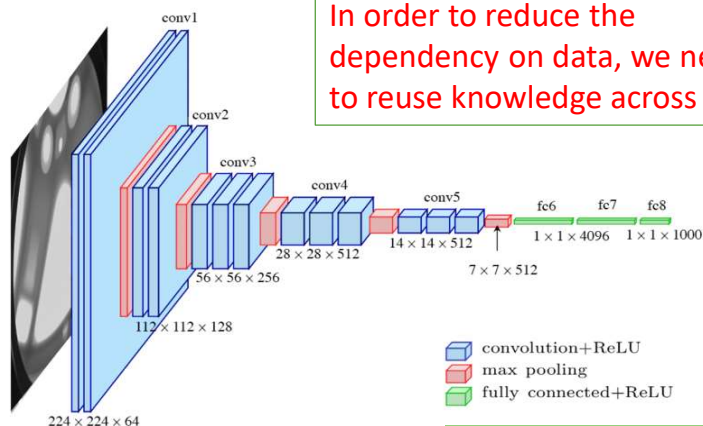 In order to reduce the
dependency on data, we
to reuse knowledge across
conv1
conv2
conv3
conv4
conv5
fc6
fc7
fc8
224 × 224 × 64
112 × 112 × 128
56 × 56 × 256
28 × 28 × 512
14 × 14 × 512
7 × 7 × 512
1 × 1 × 4096
1 × 1 × 1000
convolution+ReLU
max pooling
fully connected+ReLU